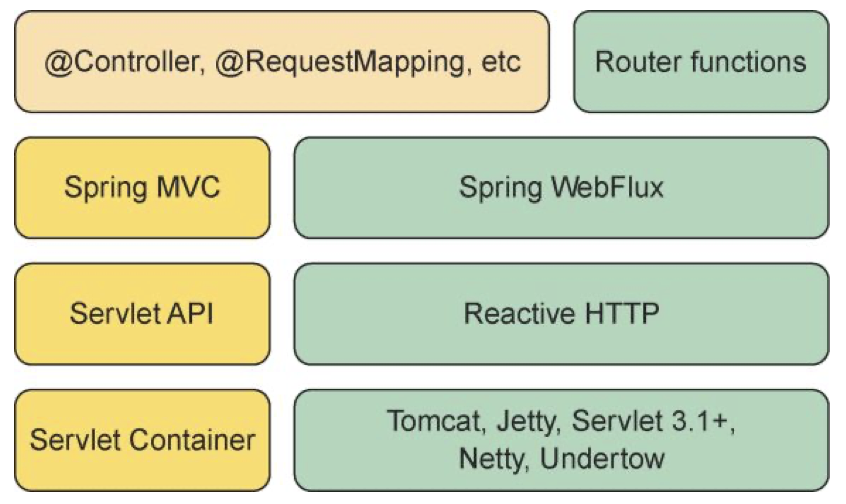 @Controller, @RequestMapping, etc
Router functions
Spring MVC
Spring WebFlux
Servlet API
Reactive HTTP
Servlet Container
Tomcat, Jetty, Servlet 3.1+,
Netty, Undertow